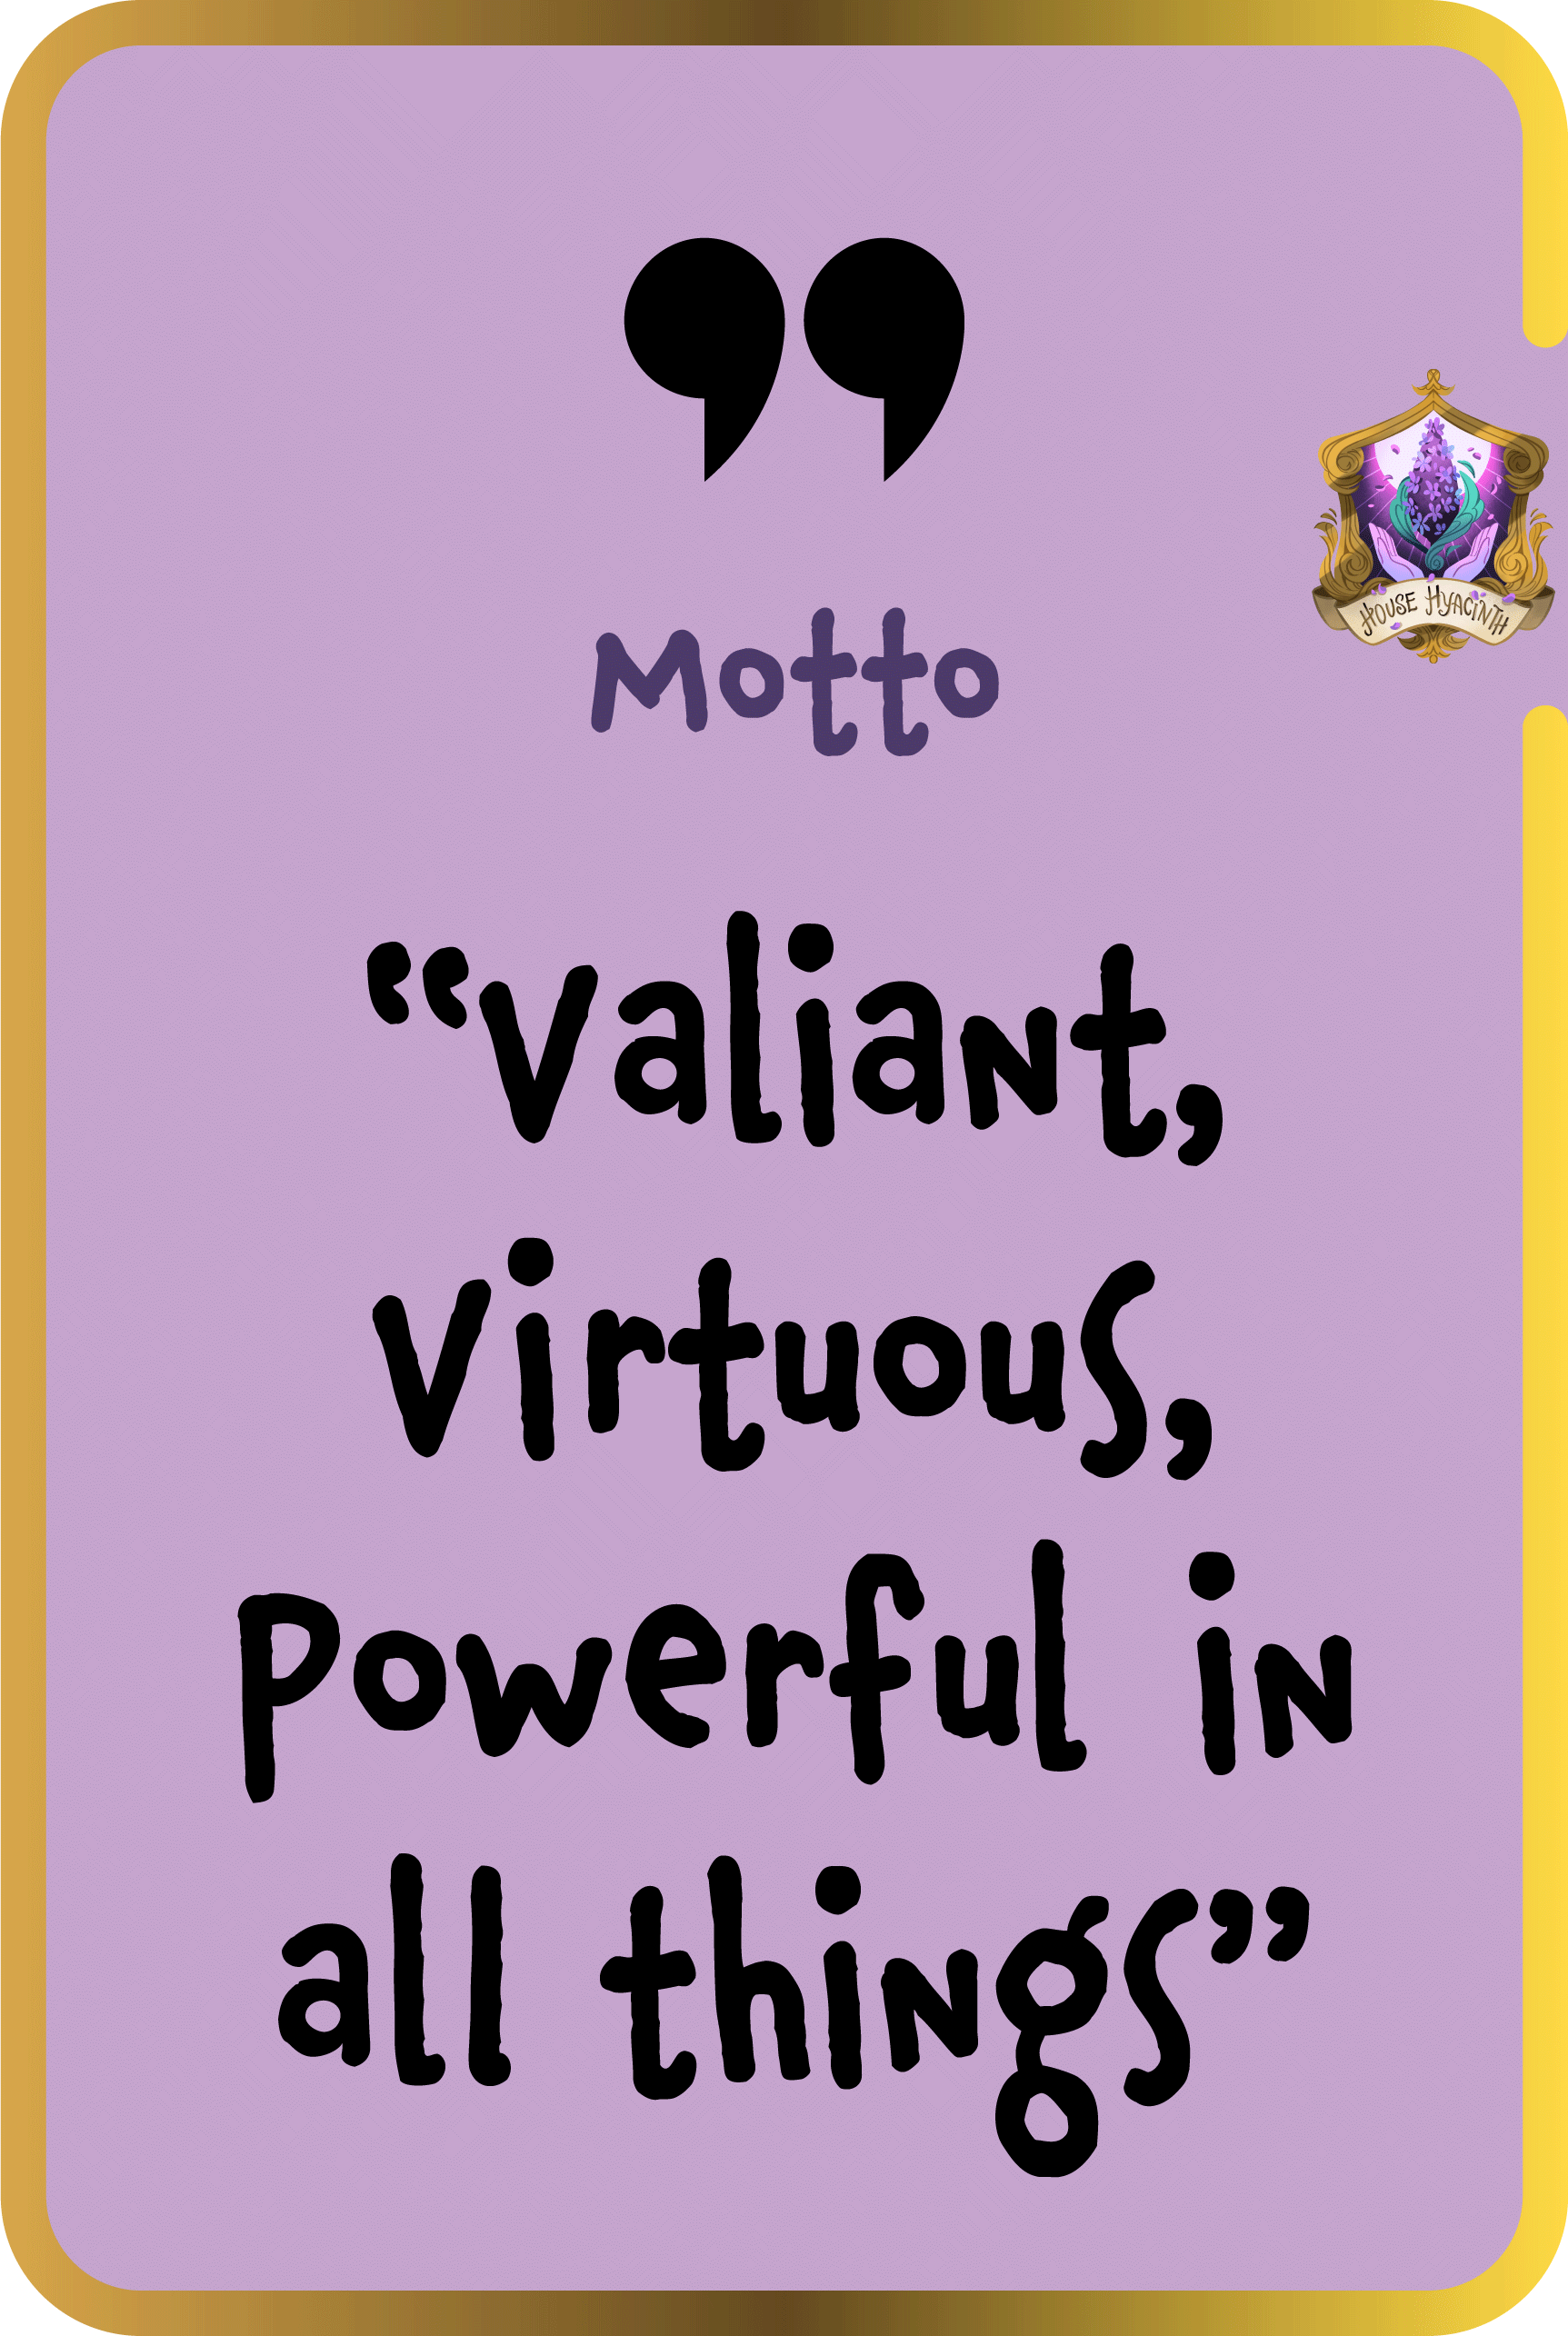 ”
Motto
“Valiant,
Virtuous,
Powerful in
all things”
HOUSE HYACINTH